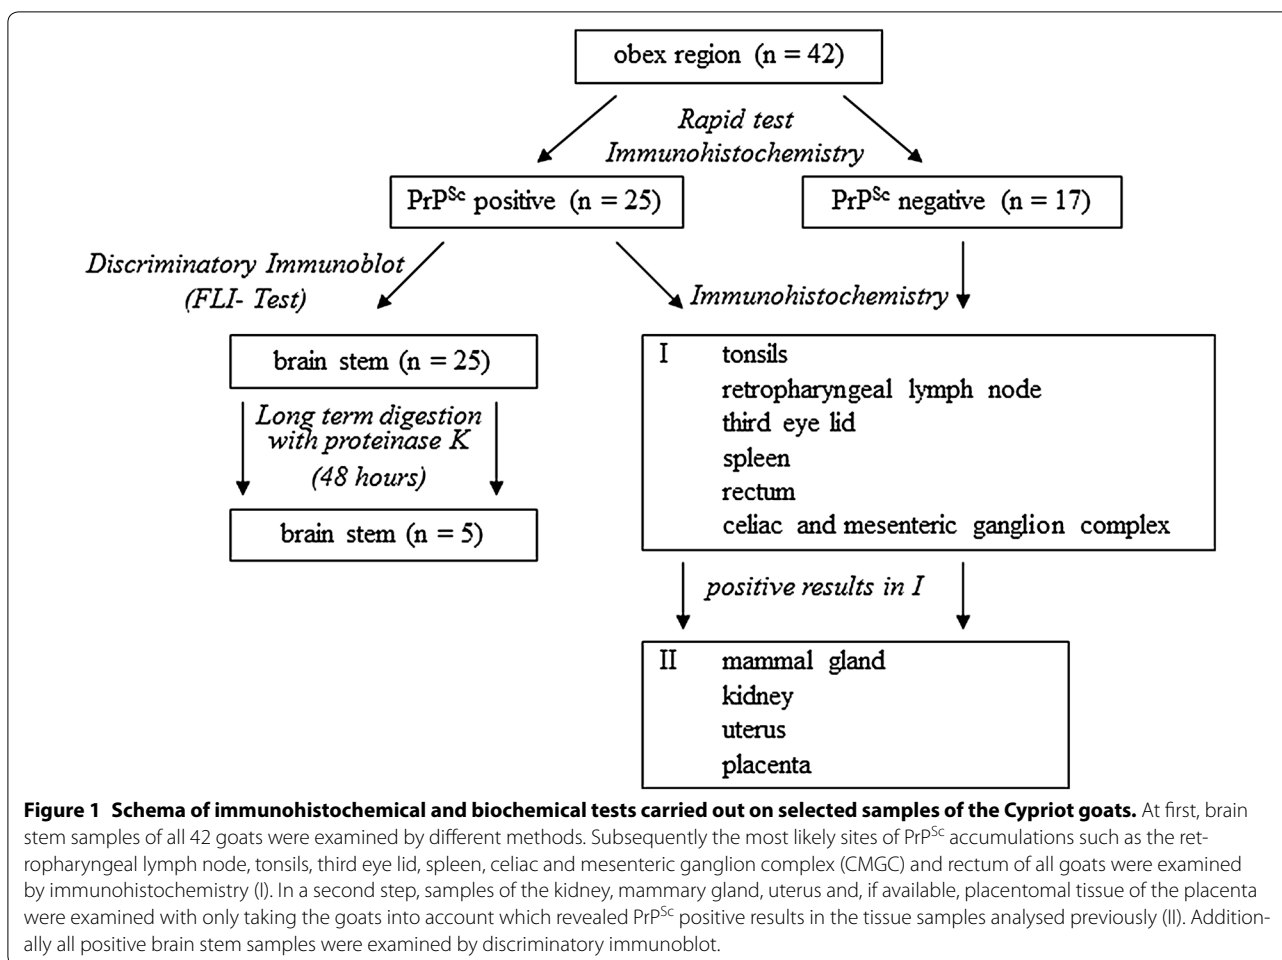 obex region (n = 42)
Rapid test
Immunohistochemistry
PrPSc positive (n = 25)
PrPSc negative (n = 17)
Discriminatory Immunoblot
(FLI- Test)
Immunohistochemistry
brain stem (n = 25)
Long term digestion
with proteinase K
(48 hours)
brain stem (n = 5)
I tonsils
retropharyngeal lymph node
third eye lid
spleen
rectum
celiac and mesenteric ganglion complex
positive results in I
II mammal gland
kidney
uterus
placenta
Figure 1 Schema of immunohistochemical and biochemical tests carried out on selected samples of the Cypriot goats. At first, brain
stem samples of all 42 goats were examined by different methods. Subsequently the most likely sites of PrPSc accumulations such as the ret-
ropharyngeal lymph node, tonsils, third eye lid, spleen, celiac and mesenteric ganglion complex (CMGC) and rectum of all goats were examined
by immunohistochemistry (I). In a second step, samples of the kidney, mammary gland, uterus and, if available, placentomal tissue of the placenta
were examined with only taking the goats into account which revealed PrPSc positive results in the tissue samples analysed previously (II). Addition-
ally all positive brain stem samples were examined by discriminatory immunoblot.